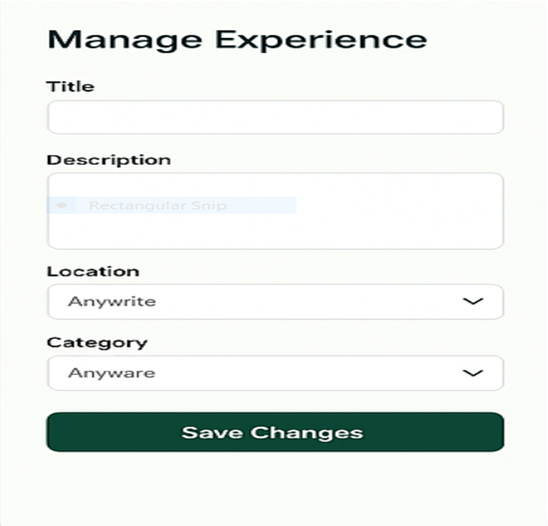 Manage Experience
Title
Description
Rectangular Snip
Location
Anywrite
Category
Anyware
Save Changes